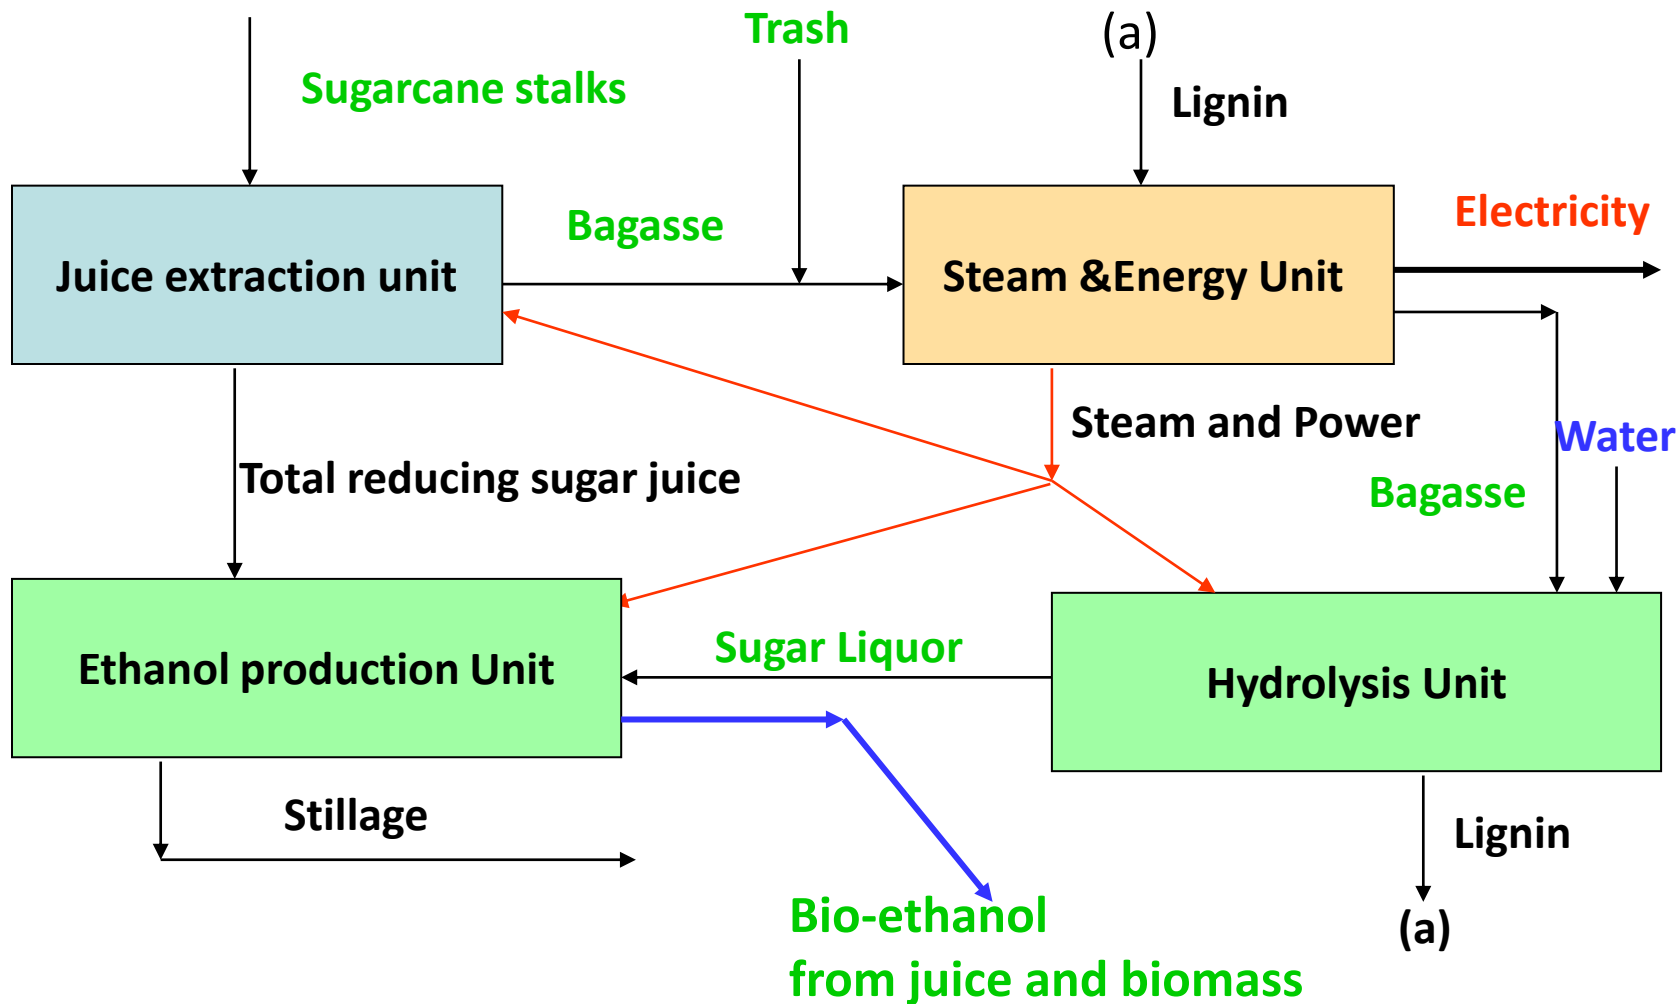 Trash
(a)
Sugarcane stalks
Lignin
Bagasse
Electricity
Juice extraction unit
Steam &Energy Unit
Steam and Power
Water
Total reducing sugar juice
Bagasse
Sugar Liquor
Ethanol production Unit
Hydrolysis Unit
Stillage
Lignin
Bio-ethanol
from juice and biomass
(a)